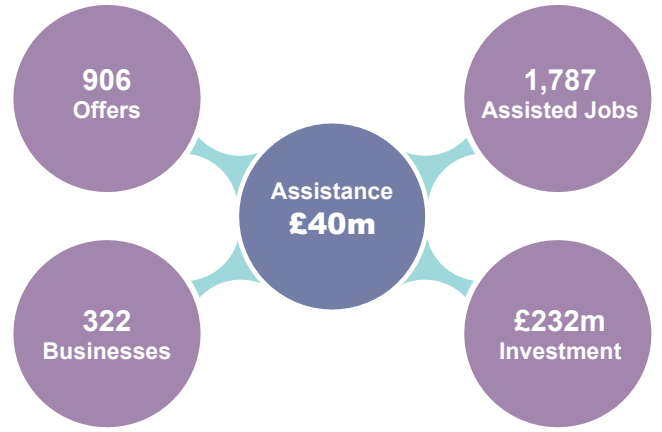 906
Offers
1,787
Assisted Jobs
Assistance
£40m
322
Businesses
£232m
Investment